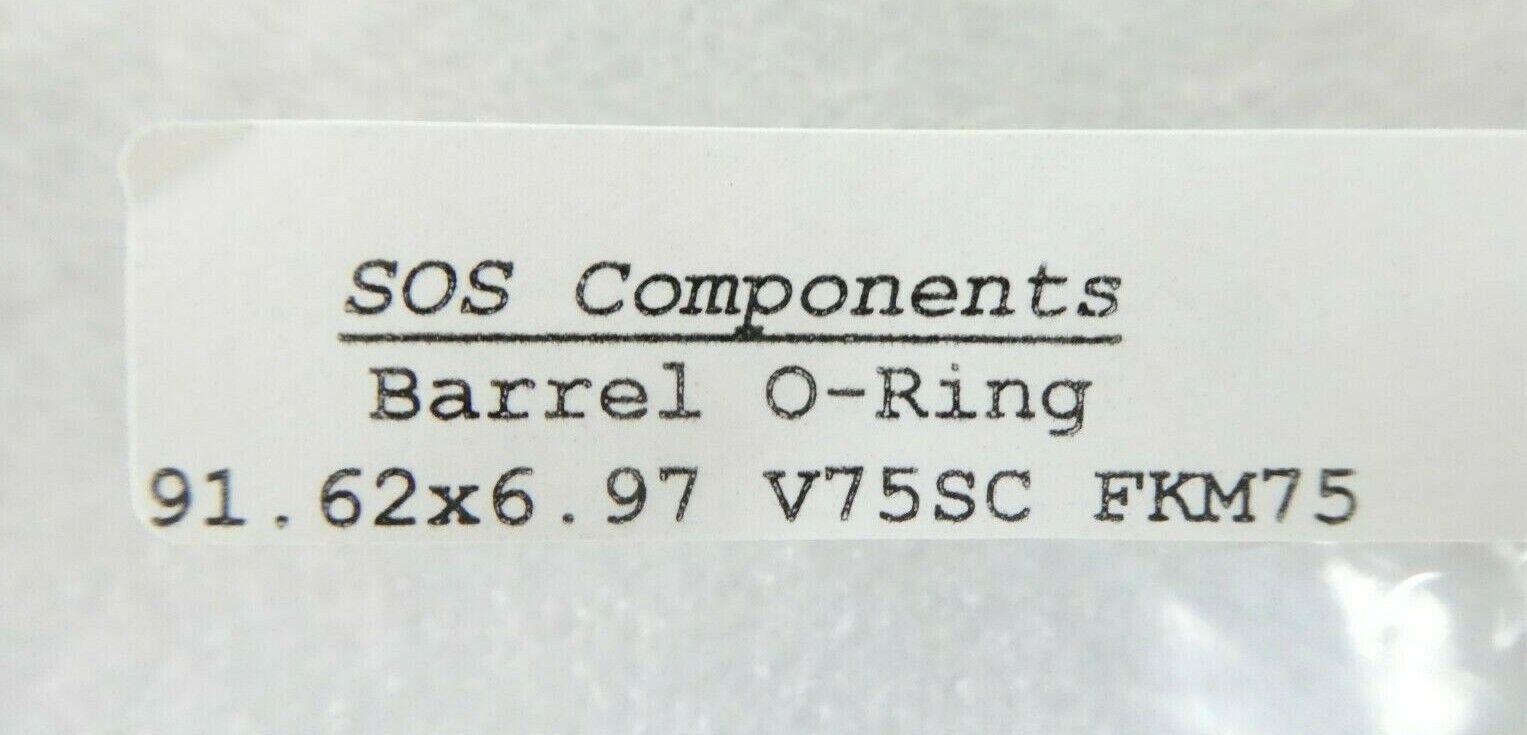 SOS Components
Barrel O-Ring
91.62x6.97 V75SC FKM75